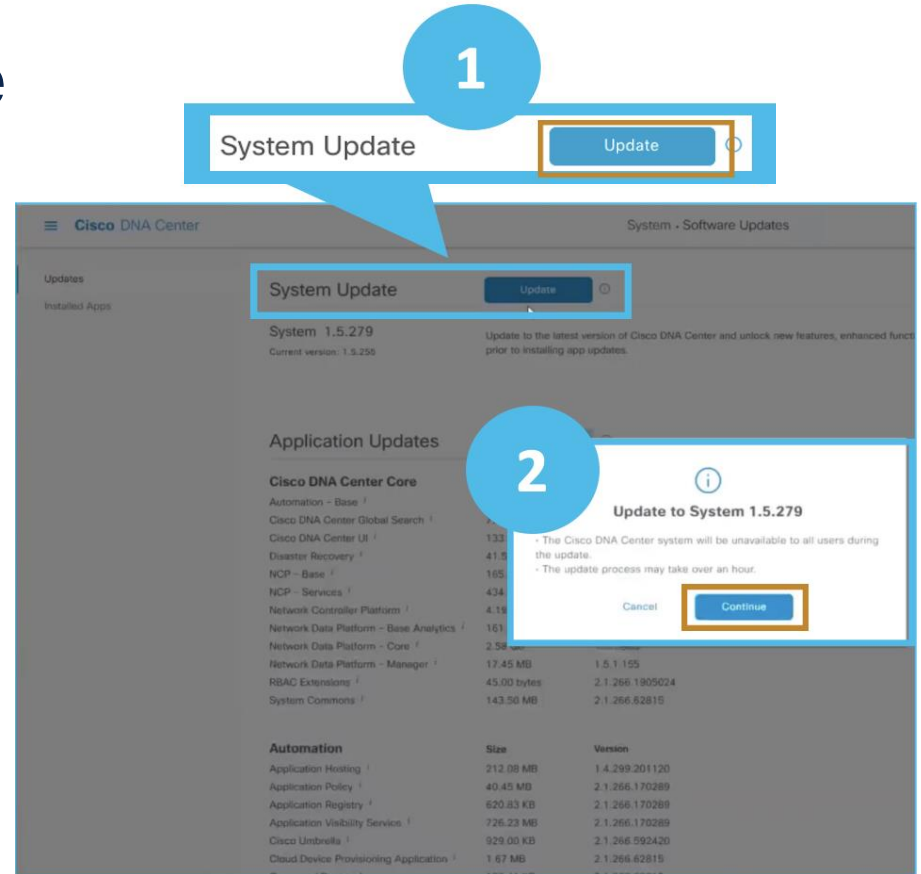 e
1
System Update Update
Cisco DNA Center System • Software Updates
Updates
Installed Apps
System Update Update
System 1.5.279
Current version: 1.5.256
Update to the latest version of Cisco DNA Center and unlock new features, enhanced funct
prior to installing app updates.
Application Updates
2
Update to System 1.5.279
- The Cisco DNA Center system will be unavailable to all users during
the update.
- The update process may take over an hour.
Cancel Continue
Cisco DNA Center Core
Automation - Base
Cisco DNA Center Global Search
Cisco DNA Center UI 133
Disaster Recovery 41.5
NCP - Base 165
NCP - Services 434
Network Controller Platform
Network Data Platform - Base Analytics 161
Network Data Platform - Core 2.58
Network Data Platform - Manager 17.45 MB 1.5.1.155
RBAC Extensions 45.00 bytes 2.1.266.1905024
System Commons 143.50 MB 2.1.266.62815
Automation Size Version
Application Hosting 212.08 MB 1.4.299.201120
Application Policy 40.45 MB 2.1.266.170289
Application Registry 620.83 KB 2.1.266.170289
Application Visibility Service 726.23 MB 2.1.266.170289
Cisco Umbrella 929.00 KB 2.1.266.592420
Cloud Device Provisioning Application 1.67 MB 2.1.266.62815